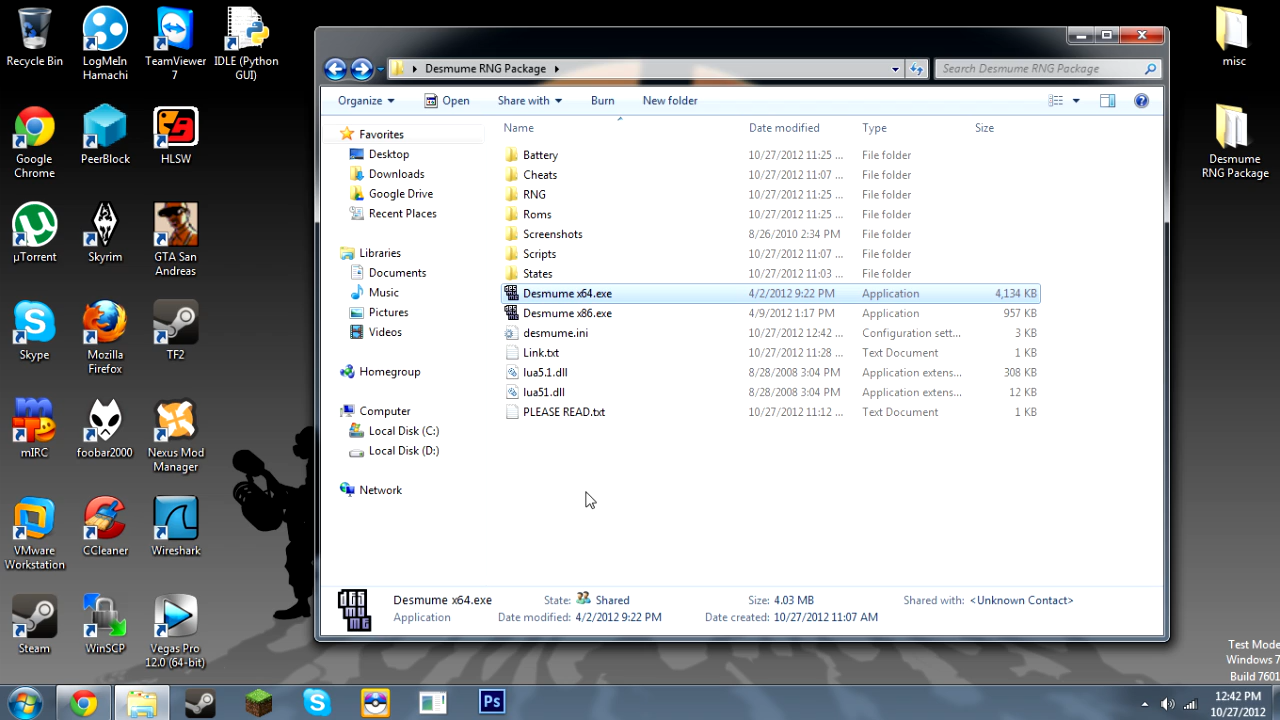 Recycle Bin
LogMeIn Hamachi
TeamViewer 7
IDLE (Python GUI)
Google Chrome
PeerBlock
HLSW
µTorrent
Skyrim
GTA San Andreas
Skype
Mozilla Firefox
TF2
mIRC
foobar2000
Nexus Mod Manager
VMware Workstation
CCleaner
Wireshark
Steam
WinSCP
Vegas Pro 12.0 (64-bit)
misc
Desmume RNG Package
Desmume RNG Package
Search Desmume RNG Package
Organize Open Share with Burn New folder
Favorites
Desktop
Downloads
Google Drive
Recent Places
Libraries
Documents
Music
Pictures
Videos
Homegroup
Computer
Local Disk (C:)
Local Disk (D:)
Network
Name Date modified Type Size
Battery 10/27/2012 11:25 ... File folder
Cheats 10/27/2012 11:07 ... File folder
RNG 10/27/2012 11:25 ... File folder
Roms 10/27/2012 11:25 ... File folder
Screenshots 8/26/2010 2:34 PM File folder
Scripts 10/27/2012 11:07 ... File folder
States 10/27/2012 11:03 ... File folder
Desmume x64.exe 4/2/2012 9:22 PM Application 4,134 KB
Desmume x86.exe 4/9/2012 1:17 PM Application 957 KB
desmume.ini 10/27/2012 12:42 ... Configuration sett... 3 KB
Link.txt 10/27/2012 11:28 ... Text Document 1 KB
lua5.1.dll 8/28/2008 3:04 PM Application extens... 308 KB
lua51.dll 8/28/2008 3:04 PM Application extens... 12 KB
PLEASE READ.txt 10/27/2012 11:12 ... Text Document 1 KB
Desmume x64.exe State: Shared Size: 4.03 MB Shared with: <Unknown Contact>
Application Date modified: 4/2/2012 9:22 PM Date created: 10/27/2012 11:07 AM
Test Mode
Windows 7
Build 7601
Ps
12:42 PM
10/27/2012